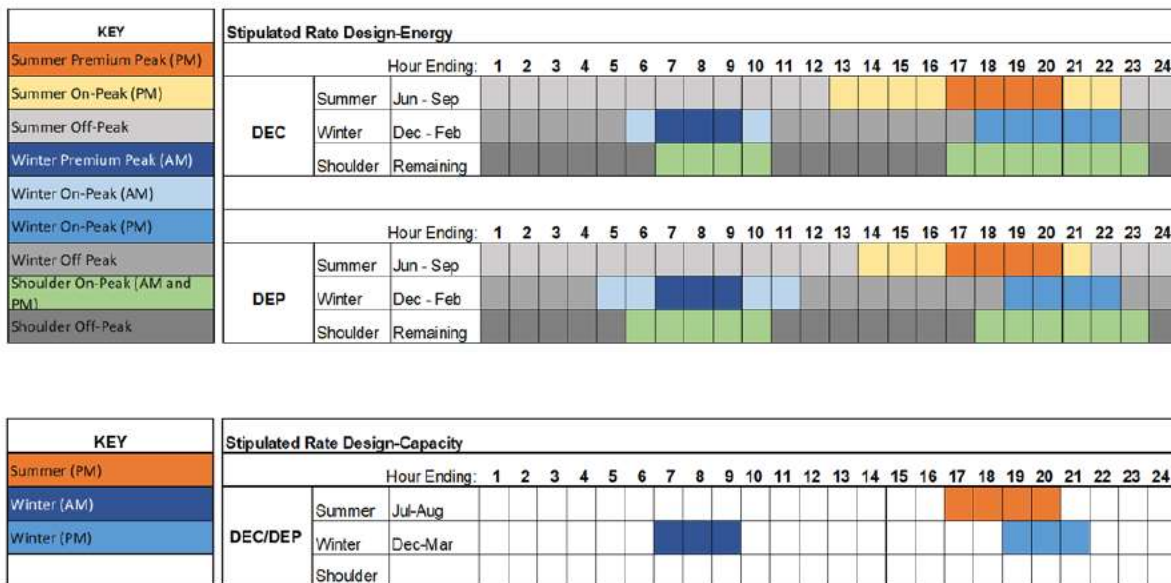 KEY
Summer Premium Peak (PM)
Summer On-Peak (PM)
Summer Off-Peak
Winter Premium Peak (AM)
Winter On-Peak (AM)
Winter On-Peak (PM)
Winter Off Peak
Shoulder On-Peak (AM and
PM)
Shoulder Off-Peak
Stipulated Rate Design-Energy
Hour Ending: 1 2 3 4 5 6 7 8 9 10 11 12 13 14 15 16 17 18 19 20 21 22 23 24
DEC
Summer Jun - Sep
Winter Dec - Feb
Shoulder Remaining
Hour Ending: 1 2 3 4 5 6 7 8 9 10 11 12 13 14 15 16 17 18 19 20 21 22 23 24
DEP
Summer Jun - Sep
Winter Dec - Feb
Shoulder Remaining
KEY
Summer (PM)
Winter (AM)
Winter (PM)
Stipulated Rate Design-Capacity
Hour Ending: 1 2 3 4 5 6 7 8 9 10 11 12 13 14 15 16 17 18 19 20 21 22 23 24
DEC/DEP
Summer Jul-Aug
Winter Dec-Mar
Shoulder